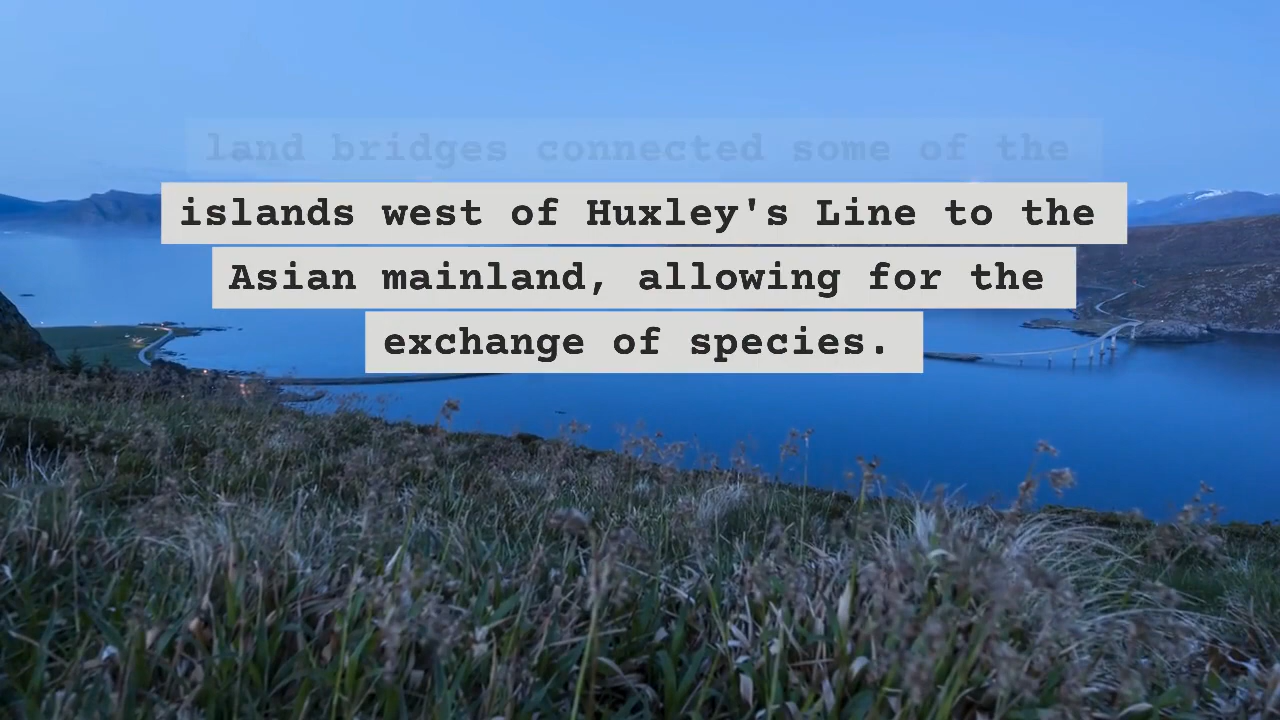 land bridges connected some of the
islands west of Huxley's Line to the
Asian mainland, allowing for the
exchange of species.